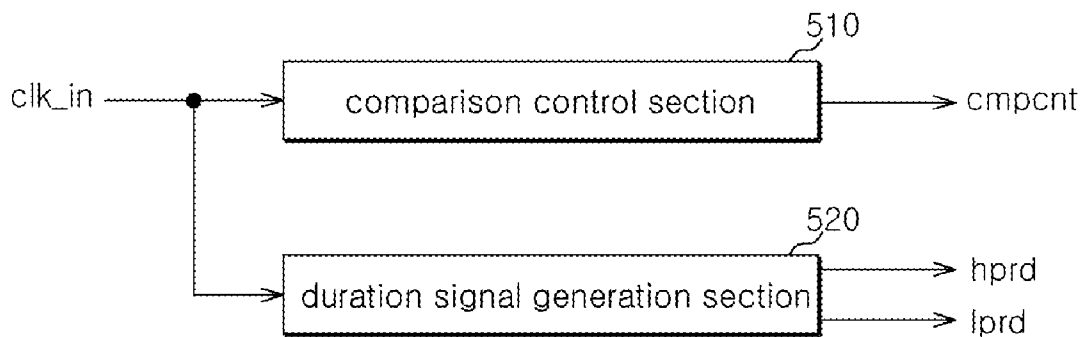 510
clk_in
comparison control section
cmpcnt
520
duration signal generation section
hprd
lprd